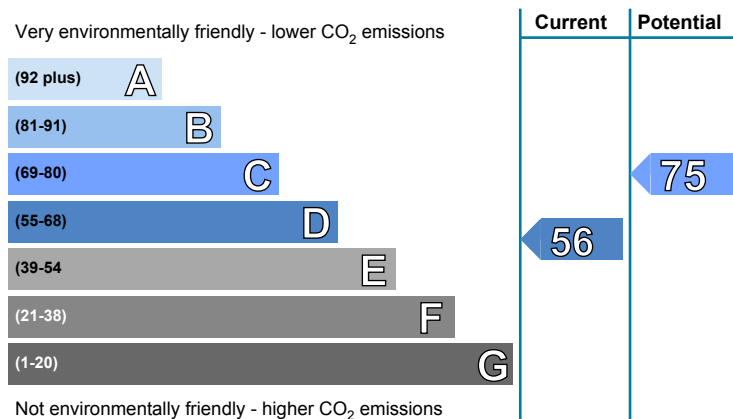 Current Potential
Very environmentally friendly - lower CO2 emissions
(92 plus) A
(81-91) B
(69-80) C
75
(55-68) D
56
(39-54 E
(21-38) F
(1-20) G
Not environmentally friendly - higher CO2 emissions